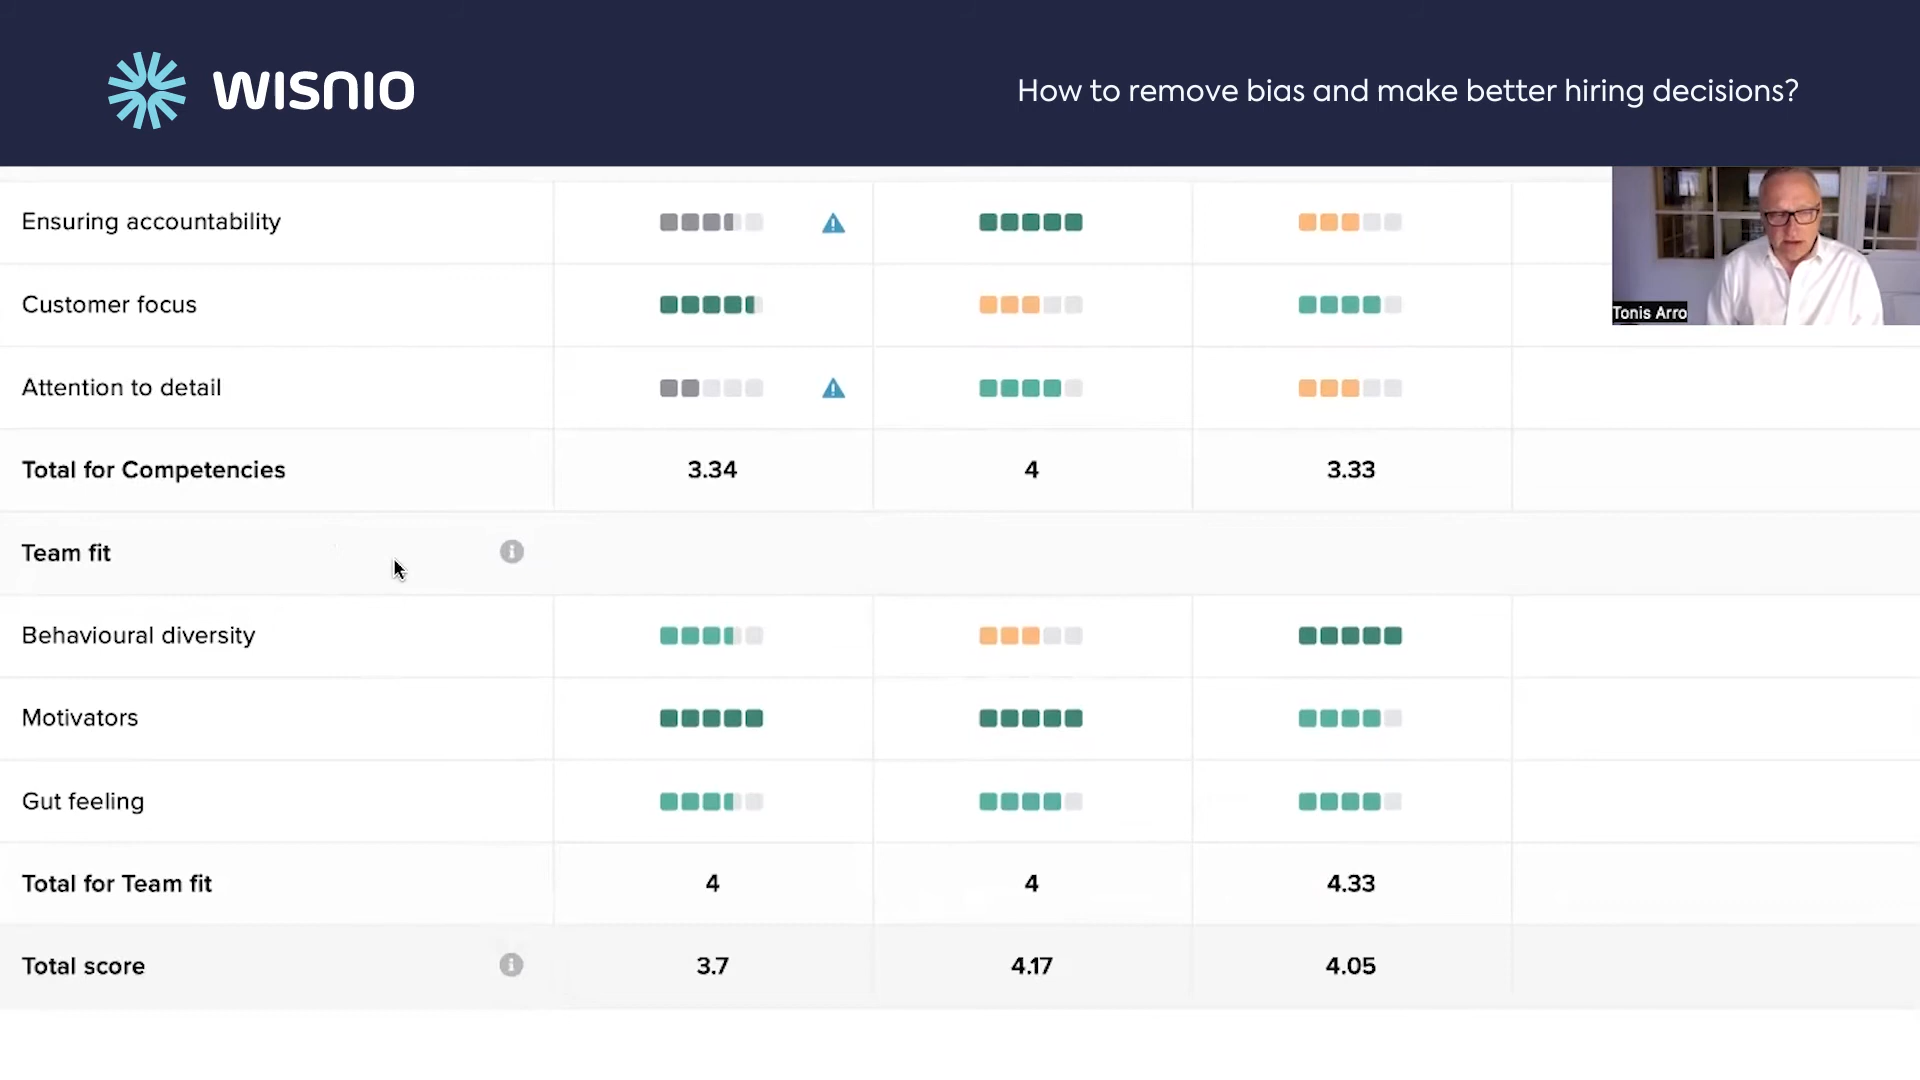 WISNIO
How to remove bias and make better hiring decisions?
Ensuring accountability
Tonis Arro
Customer focus
Attention to detail
Total for Competencies 3.34 4 3.33
Team fit
Behavioural diversity
Motivators
Gut feeling
Total for Team fit 4 4 4.33
Total score 3.7 4.17 4.05